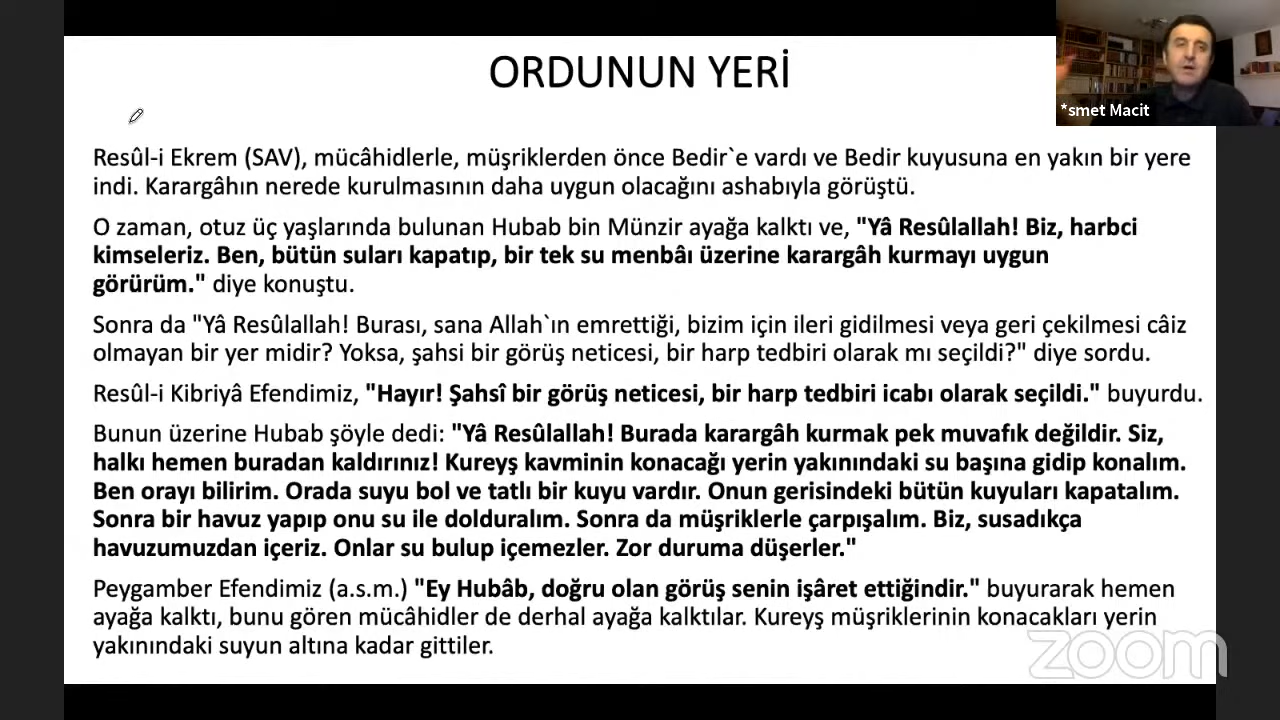 ORDUNUN YERİ
*smet Macit
Resûl-i Ekrem (SAV), mücâhidlerle, müşriklerden önce Bedir`e vardı ve Bedir kuyusuna en yakın bir yere
indi. Karargâhın nerede kurulmasının daha uygun olacağını ashabıyla görüştü.
O zaman, otuz üç yaşlarında bulunan Hubab bin Münzir ayağa kalktı ve, "Yâ Resûlallah! Biz, harbci
kimseleriz. Ben, bütün suları kapatıp, bir tek su menbâı üzerine karargâh kurmayı uygun
görürüm." diye konuştu.
Sonra da "Yâ Resûlallah! Burası, sana Allah`ın emrettiği, bizim için ileri gidilmesi veya geri çekilmesi câiz
olmayan bir yer midir? Yoksa, şahsi bir görüş neticesi, bir harp tedbiri olarak mı seçildi?" diye sordu.
Resûl-i Kibriyâ Efendimiz, "Hayır! Şahsî bir görüş neticesi, bir harp tedbiri icabı olarak seçildi." buyurdu.
Bunun üzerine Hubab şöyle dedi: "Yâ Resûlallah! Burada karargâh kurmak pek muvafık değildir. Siz,
halkı hemen buradan kaldırınız! Kureyş kavminin konacağı yerin yakınındaki su başına gidip konalım.
Ben orayı bilirim. Orada suyu bol ve tatlı bir kuyu vardır. Onun gerisindeki bütün kuyuları kapatalım.
Sonra bir havuz yapıp onu su ile dolduralım. Sonra da müşriklerle çarpışalım. Biz, susadıkça
havuzumuzdan içeriz. Onlar su bulup içemezler. Zor duruma düşerler."
Peygamber Efendimiz (a.s.m.) "Ey Hubâb, doğru olan görüş senin işâret ettiğindir." buyurarak hemen
ayağa kalktı, bunu gören mücâhidler de derhal ayağa kalktılar. Kureyş müşriklerinin konacakları yerin
yakınındaki suyun altına kadar gittiler.
zoom